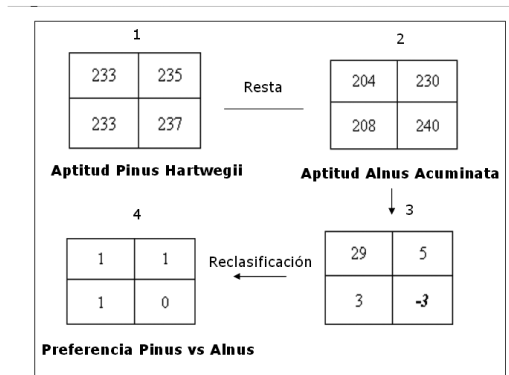 1
233 235
233 237
Aptitud Pinus Hartwegii
Resta
2
204 230
208 240
Aptitud Alnus Acuminata
3
29 5
3 -3
Reclasificación
4
1 1
1 0
Preferencia Pinus vs Alnus